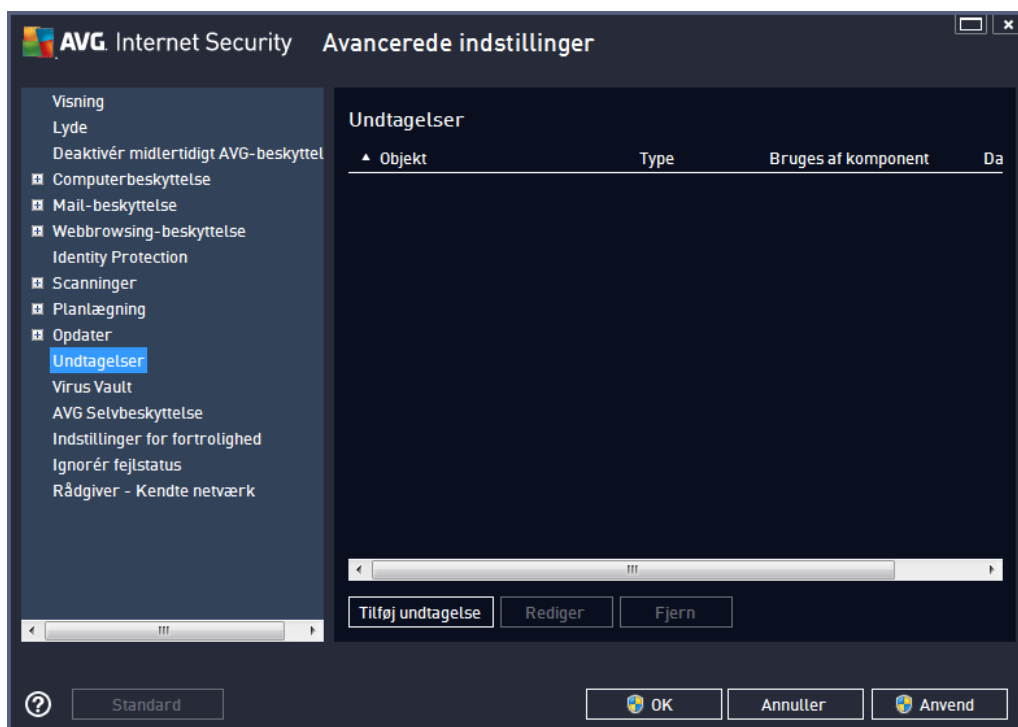 AVG. Internet Security Avancerede indstillinger
Visning
Lyde
Deaktivér midlertidigt AVG-beskyttel
Computerbeskyttelse
Mail-beskyttelse
Webbrowsing-beskyttelse
Identity Protection
Scanninger
Planlægning
Opdater
Undtagelser
Virus Vault
AVG Selvbeskyttelse
Indstillinger for fortrolighed
Ignorér fejlstatus
Rådgiver - Kendte netværk
Undtagelser
Objekt Type Bruges af komponent Da
Tilføj undtagelse Rediger Fjern
Standard OK Annuller Anvend